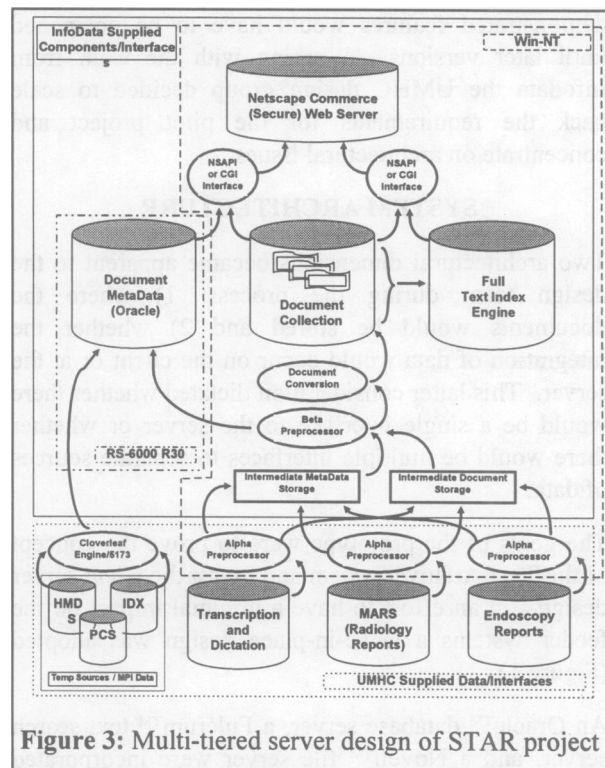 InfoData Supplied
Components/Interface
s
Win-NT
Netscape Commerce
(Secure) Web Server
NSAPI
or CGI
Interface
NSAPI
or CGI
Interface
Document
MetaData
(Oracle)
Document
Collection
Full
Text Index
Engine
Document
Conversion
Beta
Preprocessor
RS-6000 R30
Intermediate MetaData
Storage
Intermediate Document
Storage
Cloverleaf
Engine/6173
Alpha
Preprocessor
Alpha
Preprocessor
Alpha
Preprocessor
HMD
S
IDX
PCS
Transcription
and
Dictation
MARS
(Radiology
Reports)
Endoscopy
Reports
Temp Sources / MPI Data
UMHC Supplied Data/Interfaces
Figure 3: Multi-tiered server design of STAR project